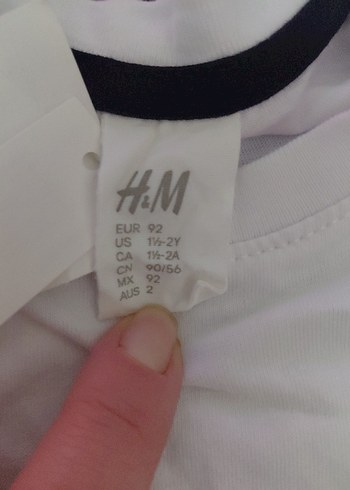 H&M
EUR 92
US 1½-2Y
CA 1½-2A
CN 90/56
MX 92
AUS 2